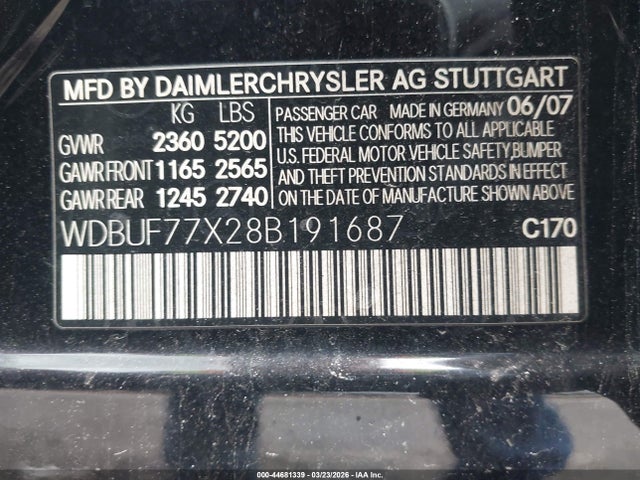 MFD BY DAIMLERCHRYSLER AG STUTTGART
KG LBS
GVWR 2360 5200
GAWR FRONT 1165 2565
GAWR REAR 1245 2740
PASSENGER CAR MADE IN GERMANY 06/07
THIS VEHICLE CONFORMS TO ALL APPLICABLE
U.S. FEDERAL MOTOR VEHICLE SAFETY,BUMPER
AND THEFT PREVENTION STANDARDS IN EFFECT
ON THE DATE OF MANUFACTURE SHOWN ABOVE.
WDBUF77X28B191687 C170
000-44681339 - 03/23/2026 - IAA Inc.